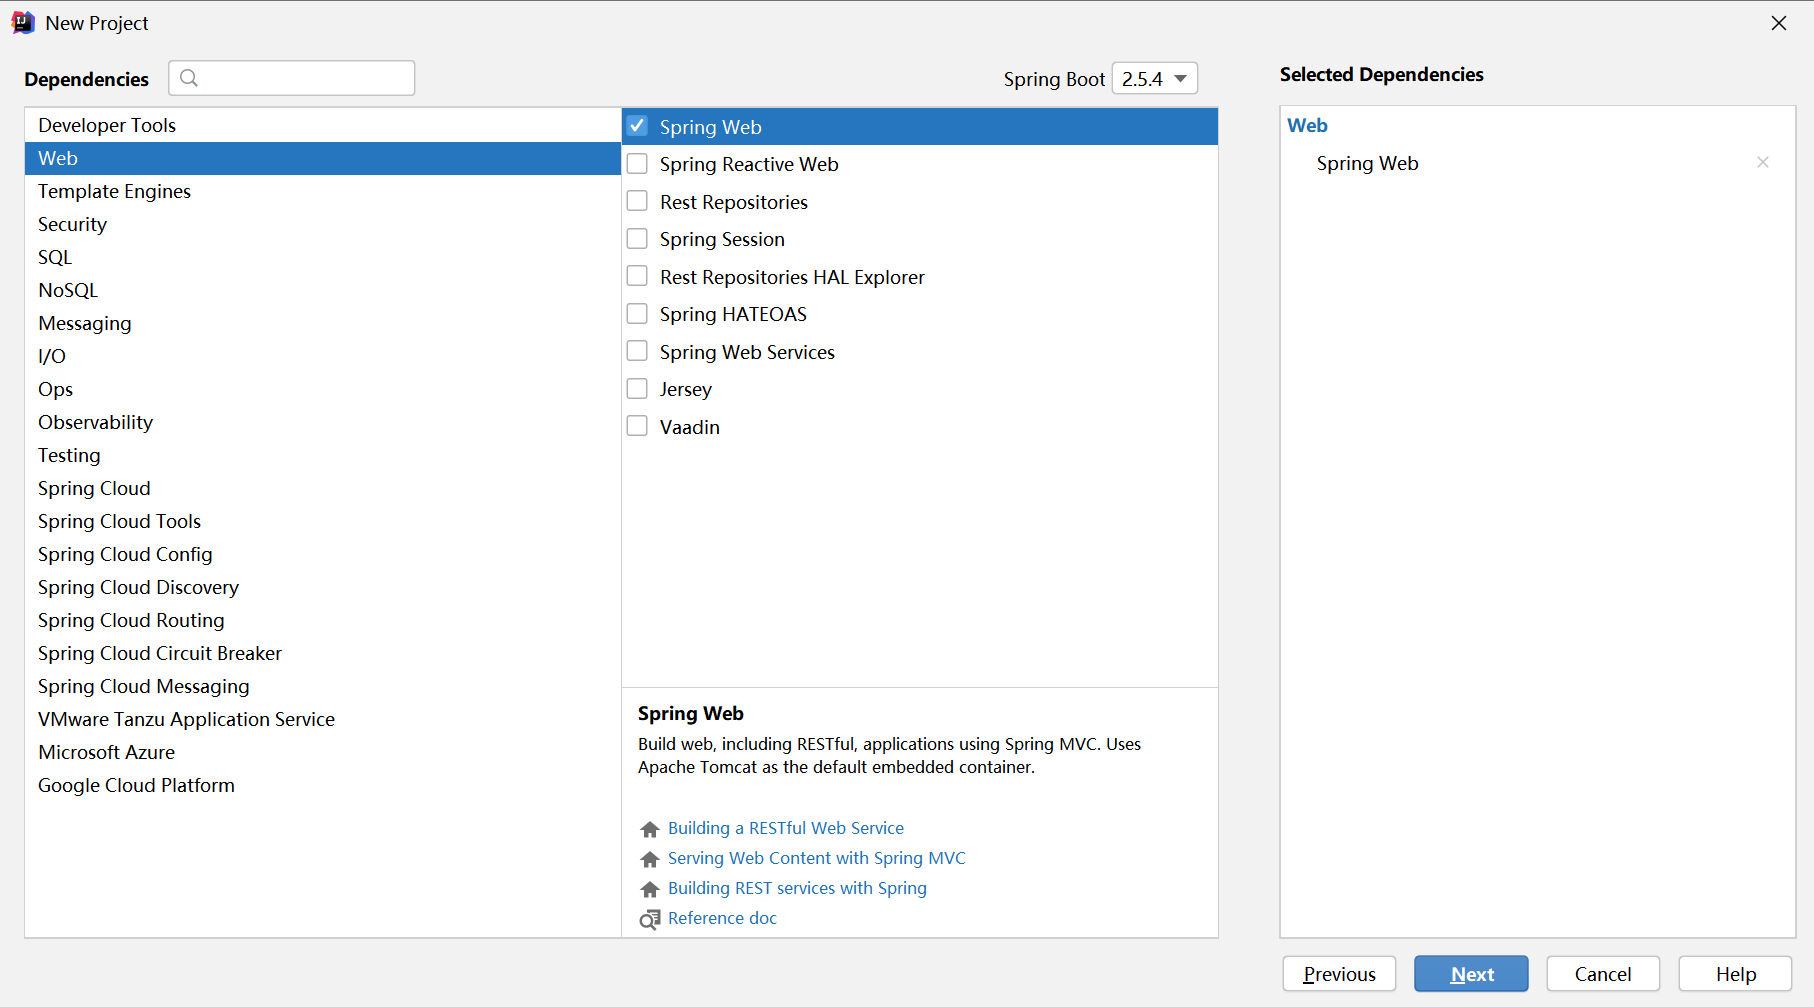 New Project
Dependencies
Spring Boot 2.5.4
Selected Dependencies
Developer Tools
Web
Template Engines
Security
SQL
NoSQL
Messaging
I/O
Ops
Observability
Testing
Spring Cloud
Spring Cloud Tools
Spring Cloud Config
Spring Cloud Discovery
Spring Cloud Routing
Spring Cloud Circuit Breaker
Spring Cloud Messaging
VMware Tanzu Application Service
Microsoft Azure
Google Cloud Platform
Spring Web
Spring Reactive Web
Rest Repositories
Spring Session
Rest Repositories HAL Explorer
Spring HATEOAS
Spring Web Services
Jersey
Vaadin
Spring Web
Build web, including RESTful, applications using Spring MVC. Uses
Apache Tomcat as the default embedded container.
Building a RESTful Web Service
Serving Web Content with Spring MVC
Building REST services with Spring
Reference doc
Web
Spring Web
Previous
Next
Cancel
Help